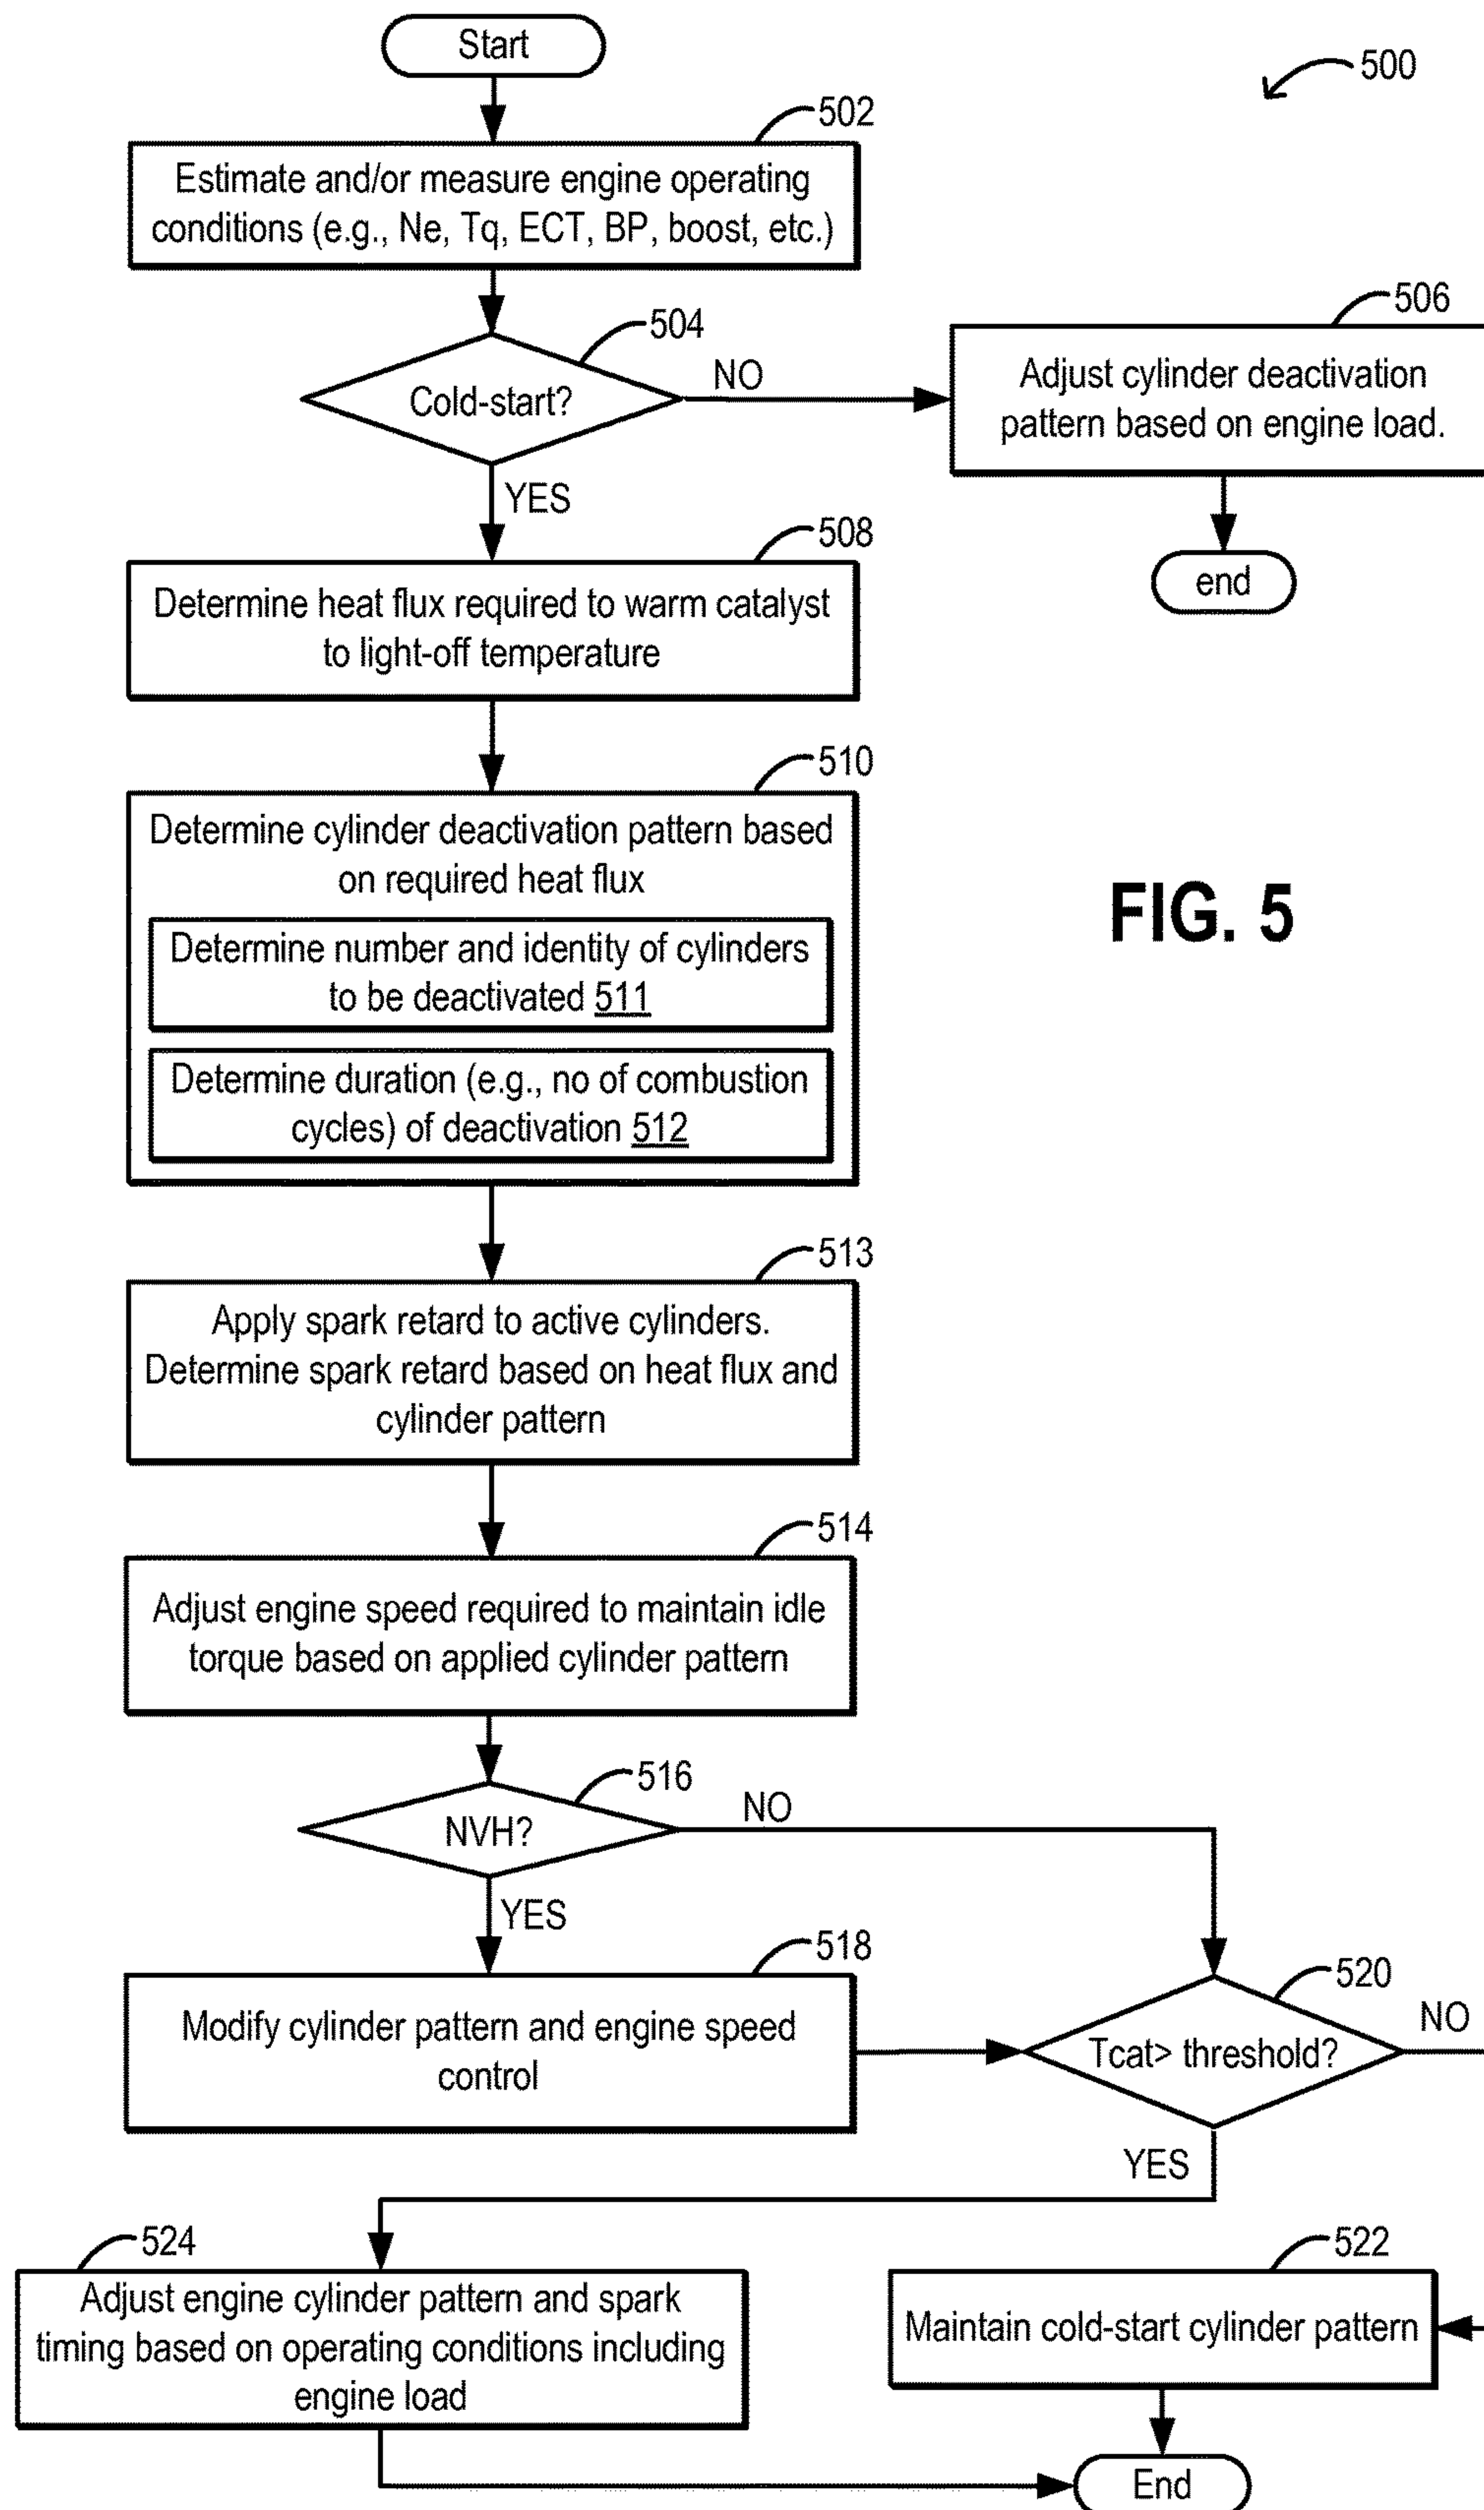 Start
500
502
Estimate and/or measure engine operating
conditions (e.g., Ne, Tq, ECT, BP, boost, etc.)
504
Cold-start?
NO
506
Adjust cylinder deactivation
pattern based on engine load.
end
YES
508
Determine heat flux required to warm catalyst
to light-off temperature
510
Determine cylinder deactivation pattern based
on required heat flux
Determine number and identity of cylinders
to be deactivated 511
Determine duration (e.g., no of combustion
cycles) of deactivation 512
FIG. 5
513
Apply spark retard to active cylinders.
Determine spark retard based on heat flux and
cylinder pattern
514
Adjust engine speed required to maintain idle
torque based on applied cylinder pattern
516
NVH?
NO
YES
518
Modify cylinder pattern and engine speed
control
520
Tcat> threshold?
NO
YES
524
Adjust engine cylinder pattern and spark
timing based on operating conditions including
engine load
522
Maintain cold-start cylinder pattern
End